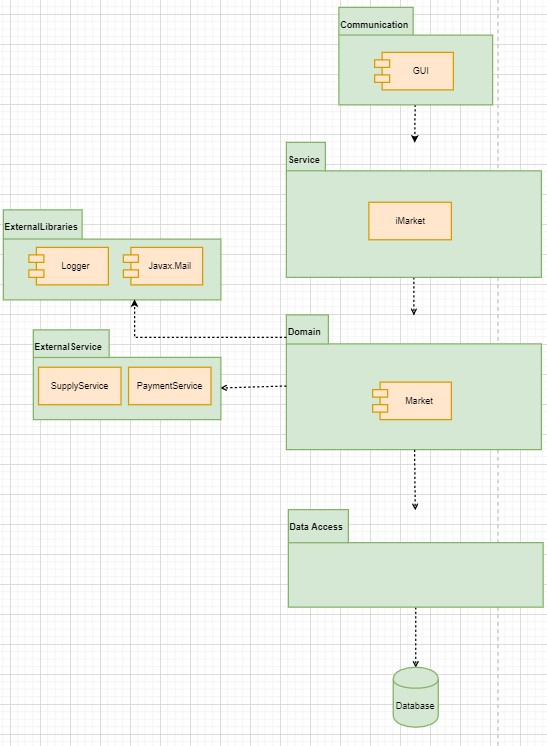 Communication
GUI
Service
iMarket
ExternalLibraries
Logger
Javax.Mail
Domain
Market
ExternalService
SupplyService
PaymentService
Data Access
Database